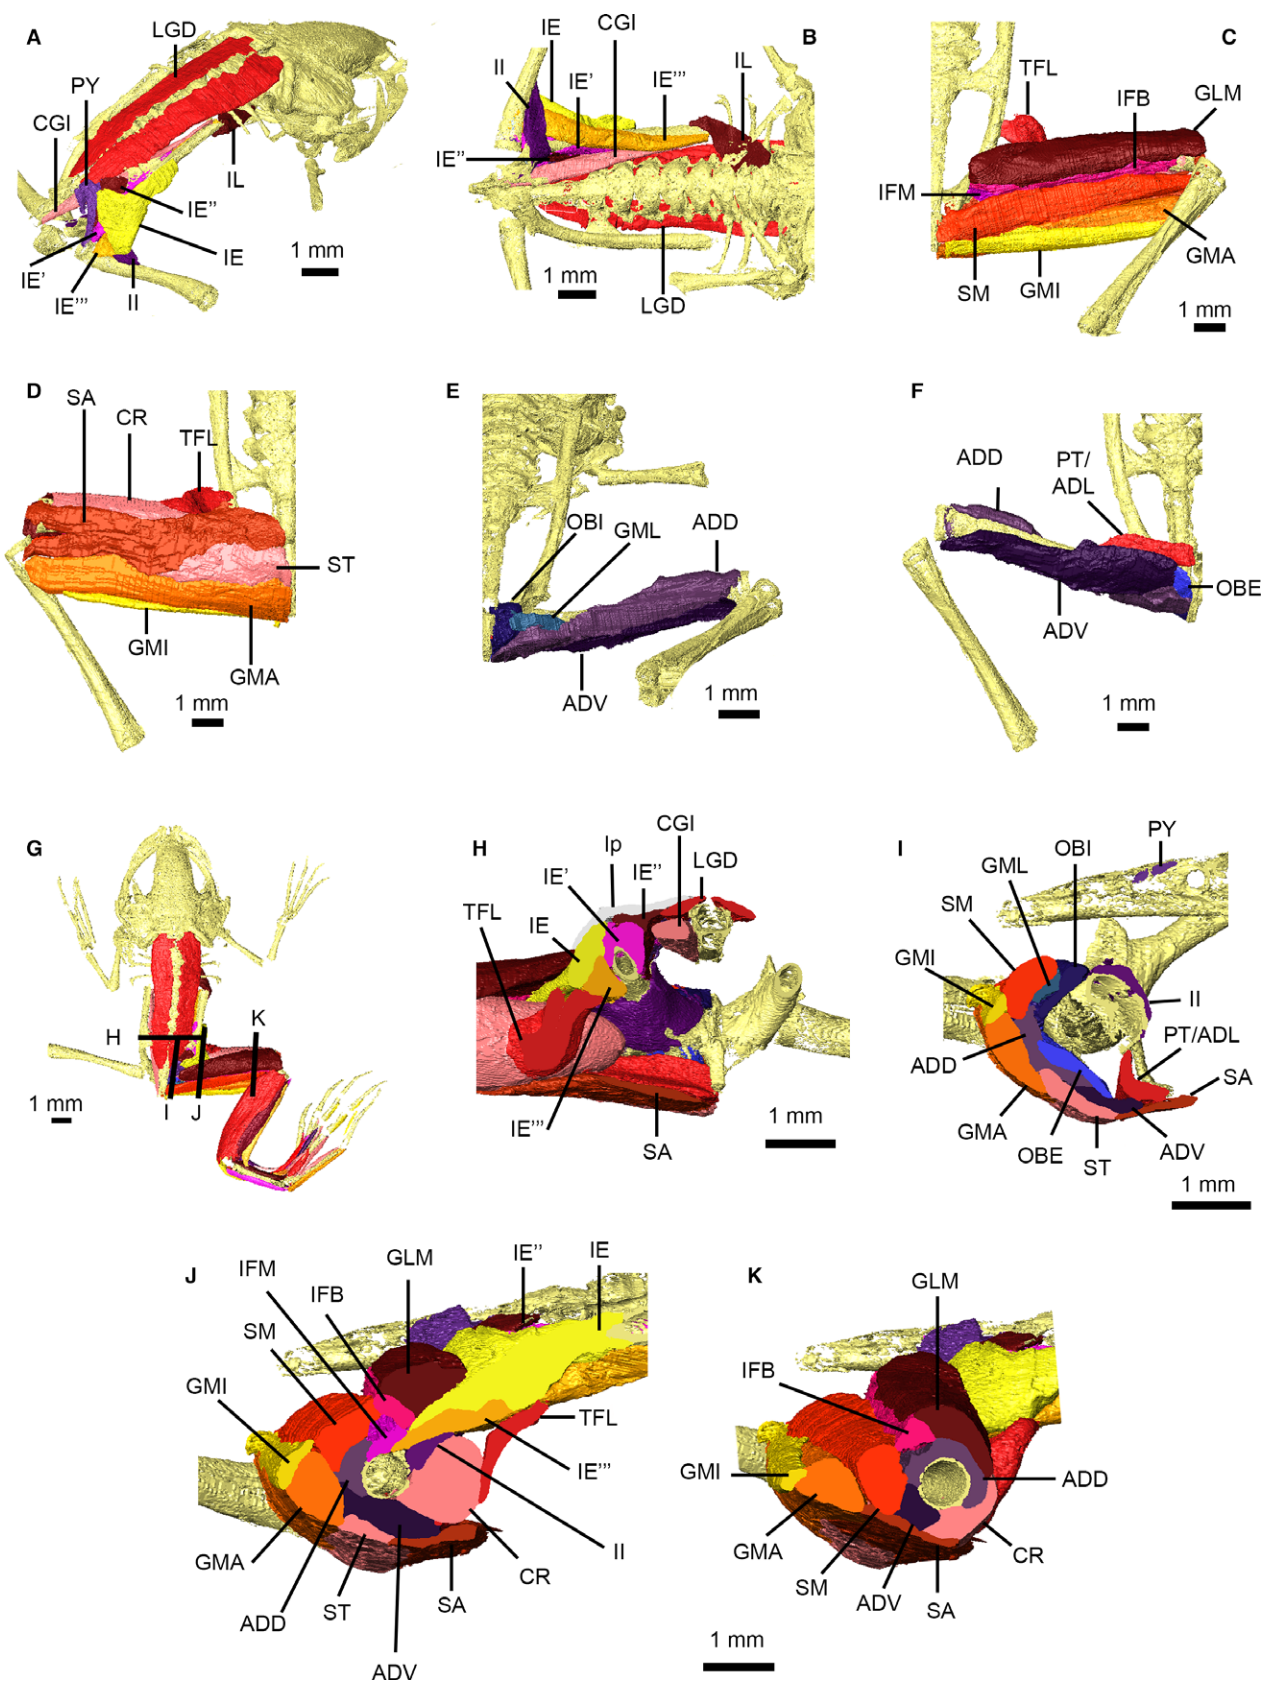 A
LGD
PY
CGI
IL
IE''
IE
IE'
IE'''
II
1 mm
B
IE
CGI
II
IE'
IE'''
IL
IE''
1 mm
LGD
C
TFL
IFB
GLM
IFM
GMA
SM
GMI
1 mm
D
SA
CR
TFL
ST
GMI
GMA
1 mm
E
OBI
GML
ADD
ADV
1 mm
F
ADD
PT/
ADL
OBE
ADV
1 mm
G
H
K
I
J
1 mm
H
CGI
Ip
IE''
LGD
IE'
TFL
IE
IE'''
SA
1 mm
I
PY
OBI
GML
SM
GMI
II
ADD
PT/ADL
SA
GMA
OBE
ST
ADV
1 mm
J
IE''
IE
GLM
IFM
IFB
SM
GMI
TFL
IE'''
GMA
II
CR
ADD
ST
SA
ADV
1 mm
K
GLM
IFB
GMI
ADD
GMA
CR
SM
ADV
SA